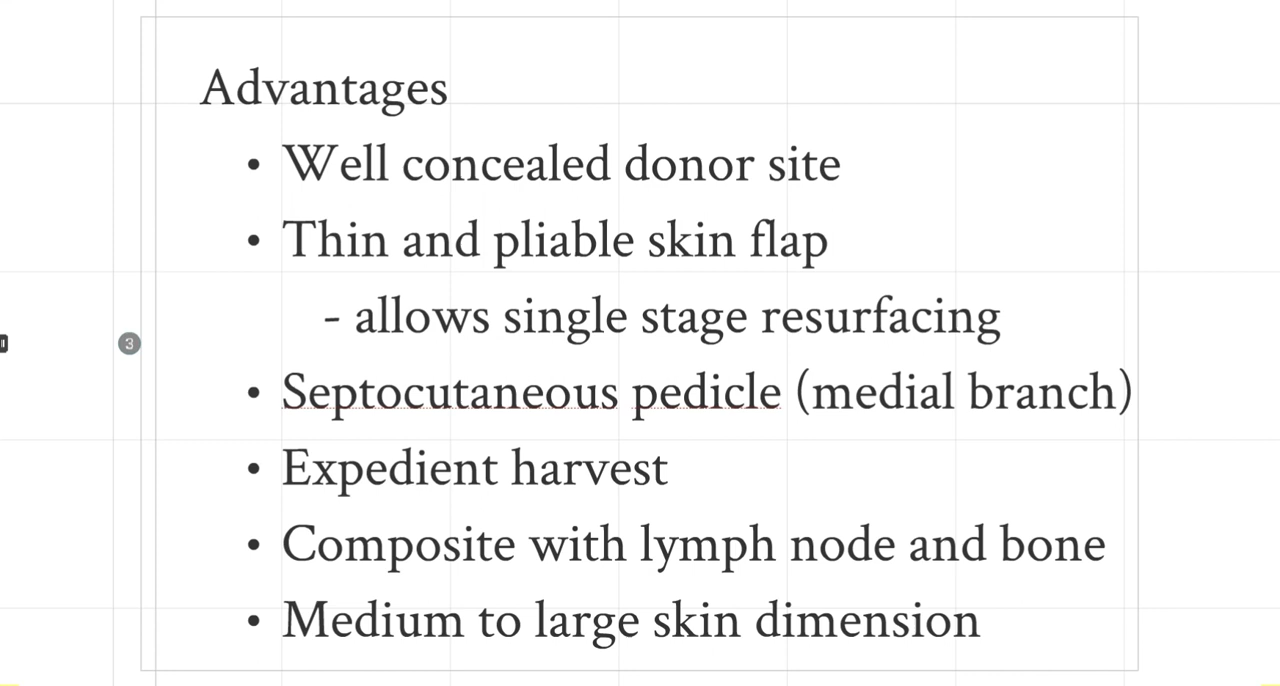 Advantages
• Well concealed donor site
• Thin and pliable skin flap
- allows single stage resurfacing
3
• Septocutaneous pedicle (medial branch)
• Expedient harvest
• Composite with lymph node and bone
• Medium to large skin dimension